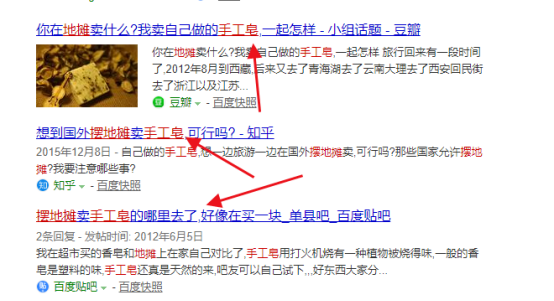 你在地摊卖什么?我卖自己做的手工皂,一起怎样 - 小组话题 - 豆瓣
你在地摊卖什么?我卖自己做的手工皂,一起怎样 旅行回来有一段时间
了,2012年8月到西藏,后来又去了青海湖去了云南大理去了西安回民街
去了浙江以及江苏...
豆瓣 - 百度快照
想到国外摆地摊卖手工皂,可行吗? - 知乎
2015年12月8日 - 自己做的手工皂,想一边旅游一边在国外摆地摊卖,可行吗?那些国家允许摆地
摊?我要注意哪些事?
知 知乎 - 百度快照
摆地摊卖手工皂的哪里去了,好像在买一块_单县吧_百度贴吧
2条回复 - 发帖时间: 2012年6月5日
我在超市买的香皂和地摊上在家自己对比了,手工皂用打火机烧有一种植物被烧得味,一般的香
皂是塑料的味,手工皂还真是天然的来,吧友可以自己试下,,,好东西大家分...
百度贴吧 - 百度快照